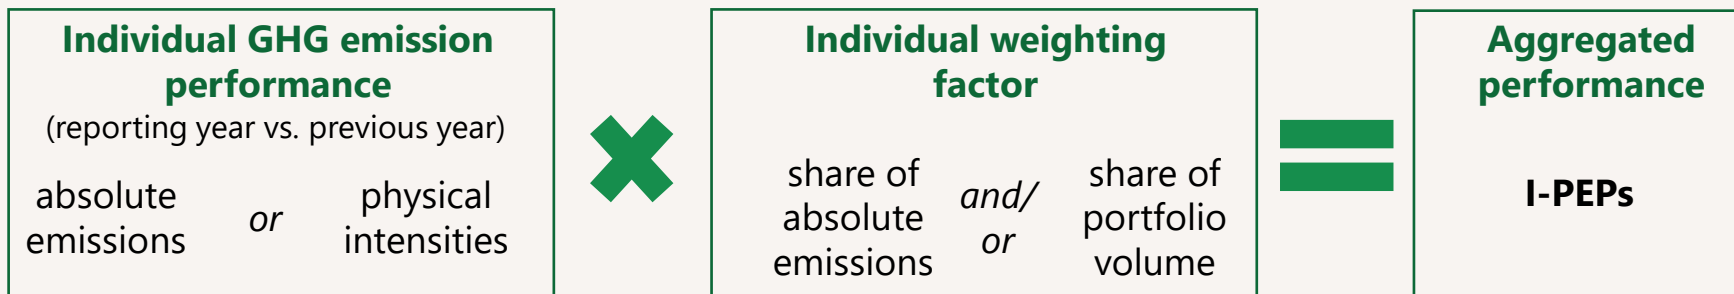 Individual GHG emission
performance
(reporting year vs. previous year)
absolute
emissions
or
physical
intensities
Individual weighting
factor
share of
absolute
emissions
and/
or
share of
portfolio
volume
Aggregated
performance
I-PEPs